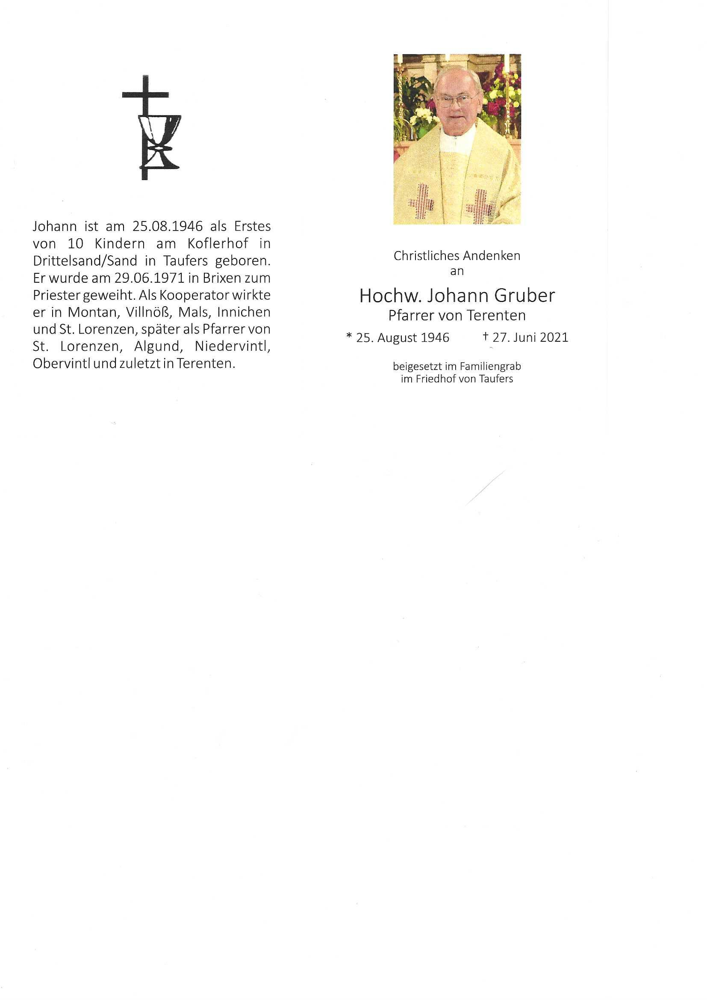 Johann ist am 25.08.1946 als Erstes
von 10 Kindern am Koflerhof in
Drittelsand/Sand in Taufers geboren.
Er wurde am 29.06.1971 in Brixen zum
Priester geweiht. Als Kooperator wirkte
er in Montan, Villnöß, Mals, Innichen
und St. Lorenzen, später als Pfarrer von
St. Lorenzen, Algund, Niedervintl,
Obervintl und zuletzt in Terenten.
Christliches Andenken
an
Hochw. Johann Gruber
Pfarrer von Terenten
* 25. August 1946 † 27. Juni 2021
beigesetzt im Familiengrab
im Friedhof von Taufers